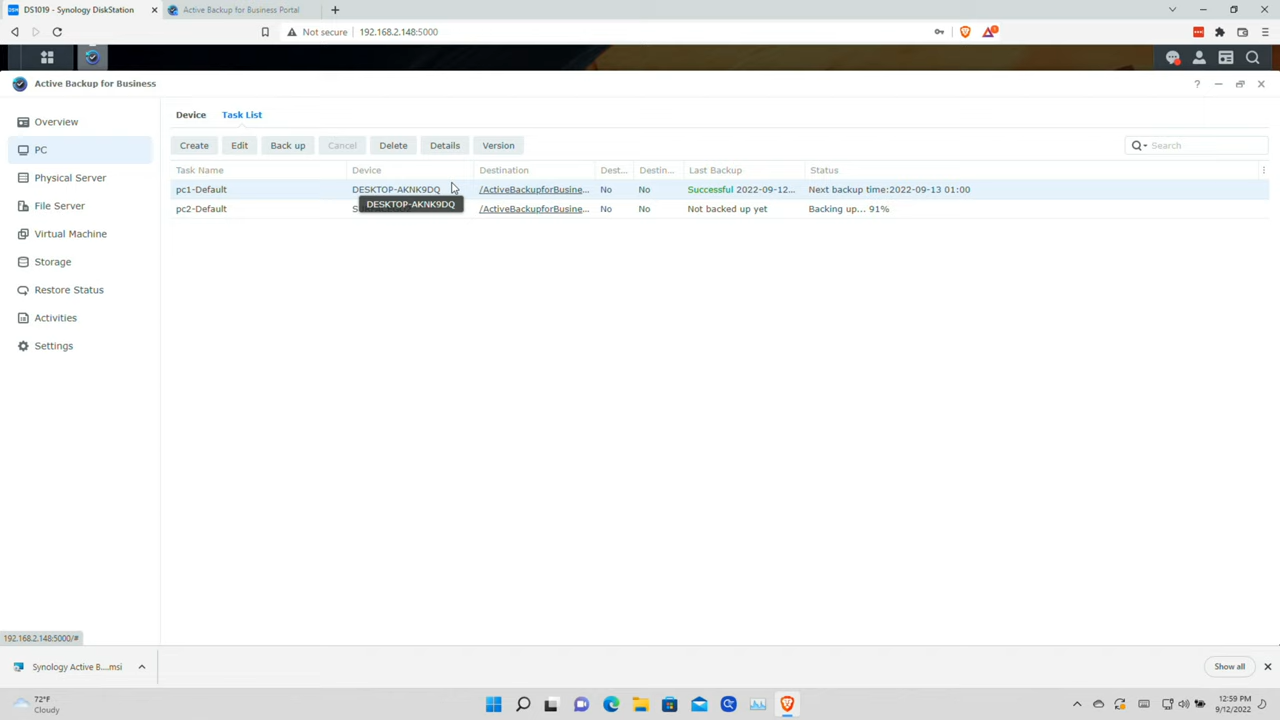 DS1019 - Synology DiskStation
Active Backup for Business Portal
Not secure 192.168.2.148:5000
Active Backup for Business
Overview
PC
Physical Server
File Server
Virtual Machine
Storage
Restore Status
Activities
Settings
Device Task List
Create Edit Back up Cancel Delete Details Version Search
Task Name Device Destination Dest... Destin... Last Backup Status
pc1-Default DESKTOP-AKNK9DQ /ActiveBackupforBusine... No No Successful 2022-09-12... Next backup time:2022-09-13 01:00
DESKTOP-AKNK9DQ
pc2-Default /ActiveBackupforBusine... No No Not backed up yet Backing up... 91%
192.168.2.148:5000/#
Synology Active B....msi Show all
72°F
Cloudy
12:59 PM
9/12/2022